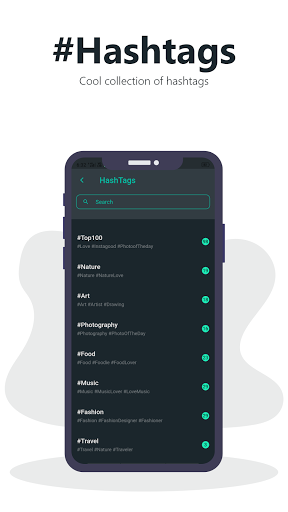 #Hashtags
Cool collection of hashtags
HashTags
Search
#Top100
#Love #Instagood #PhotoofTheday
#Nature
#Nature #NatureLove
#Art
#Art #Artist #Drawing
#Photography
#Photography #PhotoOfTheDay
#Food
#Food #Foodie #FoodLover
#Music
#Music #MusicLover #LoveMusic
#Fashion
#Fashion #FashionDesigner #Fashioner
#Travel
#Travel #Nature #Traveler